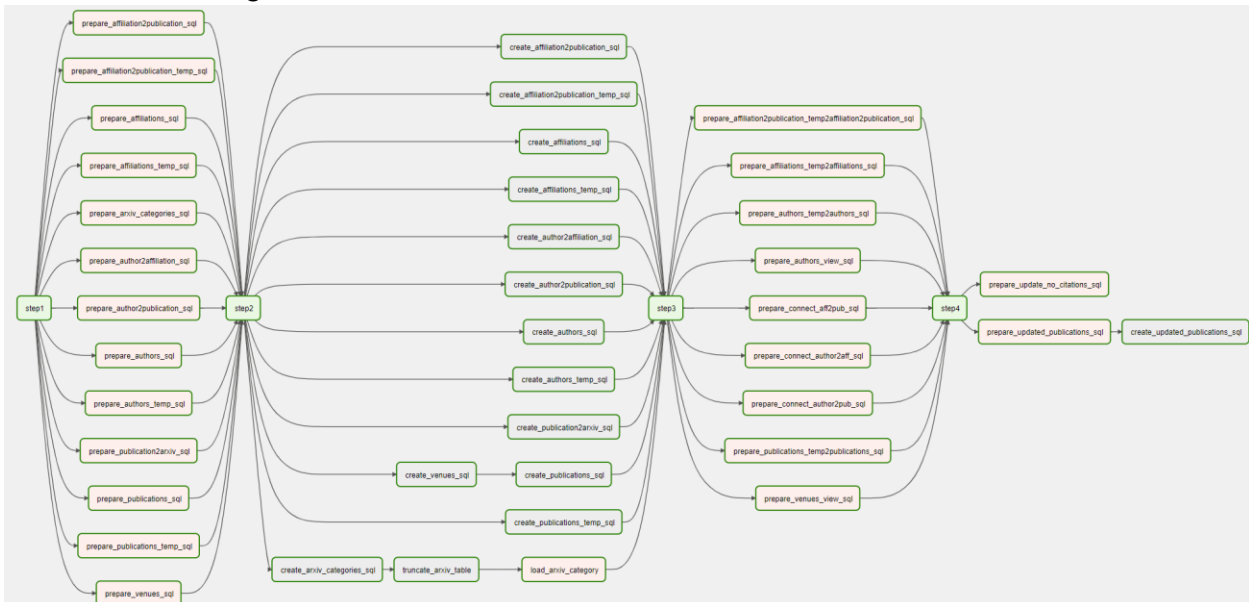 step1
prepare_affiliation2publication_sql
prepare_affiliation2publication_temp_sql
prepare_affiliations_sql
prepare_affiliations_temp_sql
prepare_arxiv_categories_sql
prepare_author2affiliation_sql
prepare_author2publication_sql
prepare_authors_sql
prepare_authors_temp_sql
prepare_publication2arxiv_sql
prepare_publications_sql
prepare_publications_temp_sql
prepare_venues_sql
step2
create_affiliation2publication_sql
create_affiliation2publication_temp_sql
create_affiliations_sql
create_affiliations_temp_sql
create_author2affiliation_sql
create_author2publication_sql
create_authors_sql
create_authors_temp_sql
create_publication2arxiv_sql
create_venues_sql
create_publications_sql
create_publications_temp_sql
create_arxiv_categories_sql
truncate_arxiv_table
load_arxiv_category
step3
prepare_affiliation2publication_temp2affiliation2publication_sql
prepare_affiliations_temp2affiliations_sql
prepare_authors_temp2authors_sql
prepare_authors_view_sql
prepare_connect_aff2pub_sql
prepare_connect_author2aff_sql
prepare_connect_author2pub_sql
prepare_publications_temp2publications_sql
prepare_venues_view_sql
step4
prepare_update_no_citations_sql
prepare_updated_publications_sql
create_updated_publications_sql